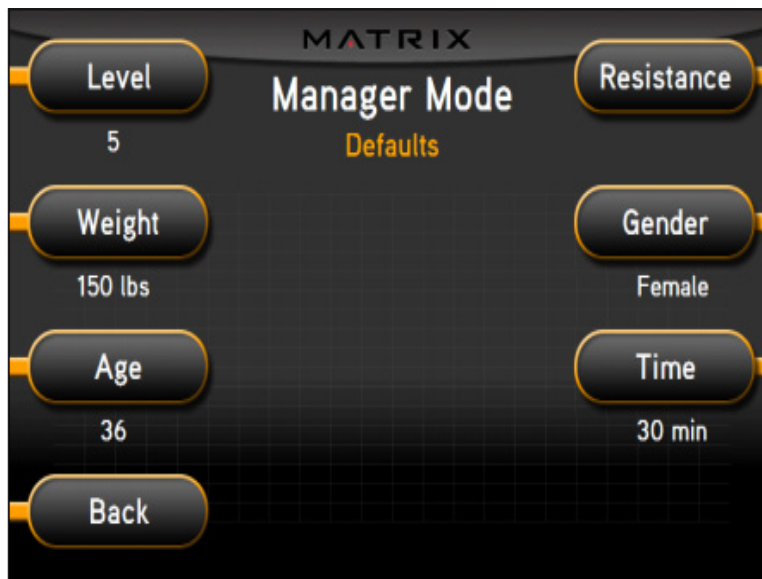 MATRIX
Manager Mode
Defaults
Level
5
Resistance
Weight
150 lbs
Gender
Female
Age
36
Time
30 min
Back